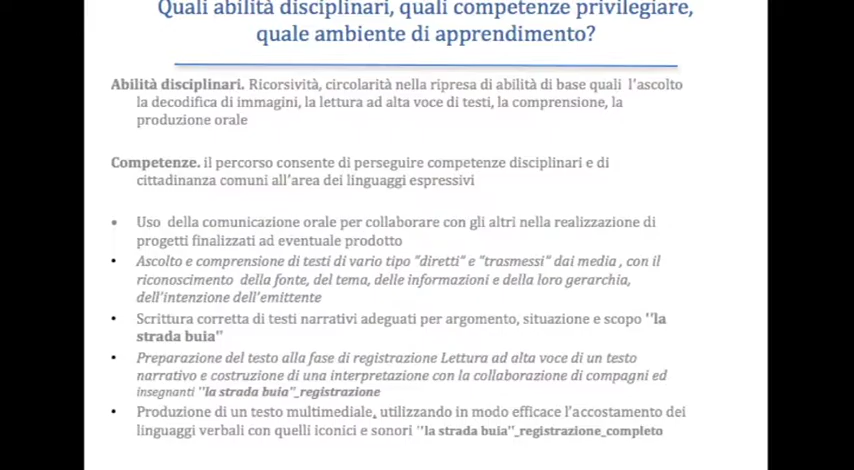 Quali abilità disciplinari, quali competenze privilegiare,
quale ambiente di apprendimento?
Abilità disciplinari. Ricorsività, circolarità nella ripresa di abilità di base quali l'ascolto
la decodifica di immagini, la lettura ad alta voce di testi, la comprensione, la
produzione orale
Competenze. il percorso consente di perseguire competenze disciplinari e di
cittadinanza comuni all'area dei linguaggi espressivi
• Uso della comunicazione orale per collaborare con gli altri nella realizzazione di
progetti finalizzati ad eventuale prodotto
• Ascolto e comprensione di testi di vario tipo "diretti" e "trasmessi" dai media , con il
riconoscimento della fonte, del tema, delle informazioni e della loro gerarchia,
dell'intenzione dell'emittente
• Scrittura corretta di testi narrativi adeguati per argomento, situazione e scopo ''la
strada buia''
• Preparazione del testo alla fase di registrazione Lettura ad alta voce di un testo
narrativo e costruzione di una interpretazione con la collaborazione di compagni ed
insegnanti ''la strada buia''_registrazione
• Produzione di un testo multimediale, utilizzando in modo efficace l'accostamento dei
linguaggi verbali con quelli iconici e sonori ''la strada buia''_registrazione_completo